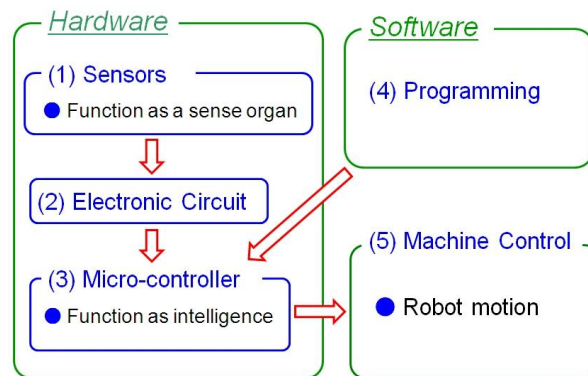 Hardware
(1) Sensors
Function as a sense organ
(2) Electronic Circuit
(3) Micro-controller
Function as intelligence
Software
(4) Programming
(5) Machine Control
Robot motion